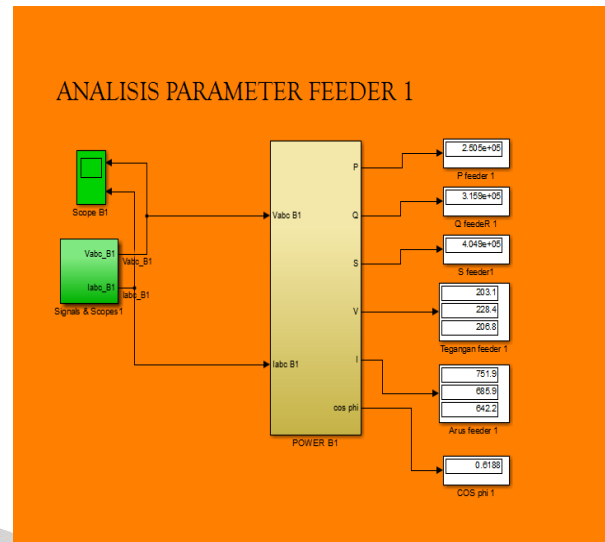 ANALISIS PARAMETER FEEDER 1
Scope B1
Vabc_B1
Iabc_B1
Signals & Scopes1
Vabc_B1
Iabc_B1
Vabc B1
Iabc B1
P
Q
S
V
I
cos phi
POWER B1
2.505e+05
P feeder 1
3.159e+05
Q feedeR 1
4.049e+05
S feeder1
203.1
228.4
206.8
Tegangan feeder 1
751.9
685.9
642.2
Arus feeder 1
0.6188
COS phi 1